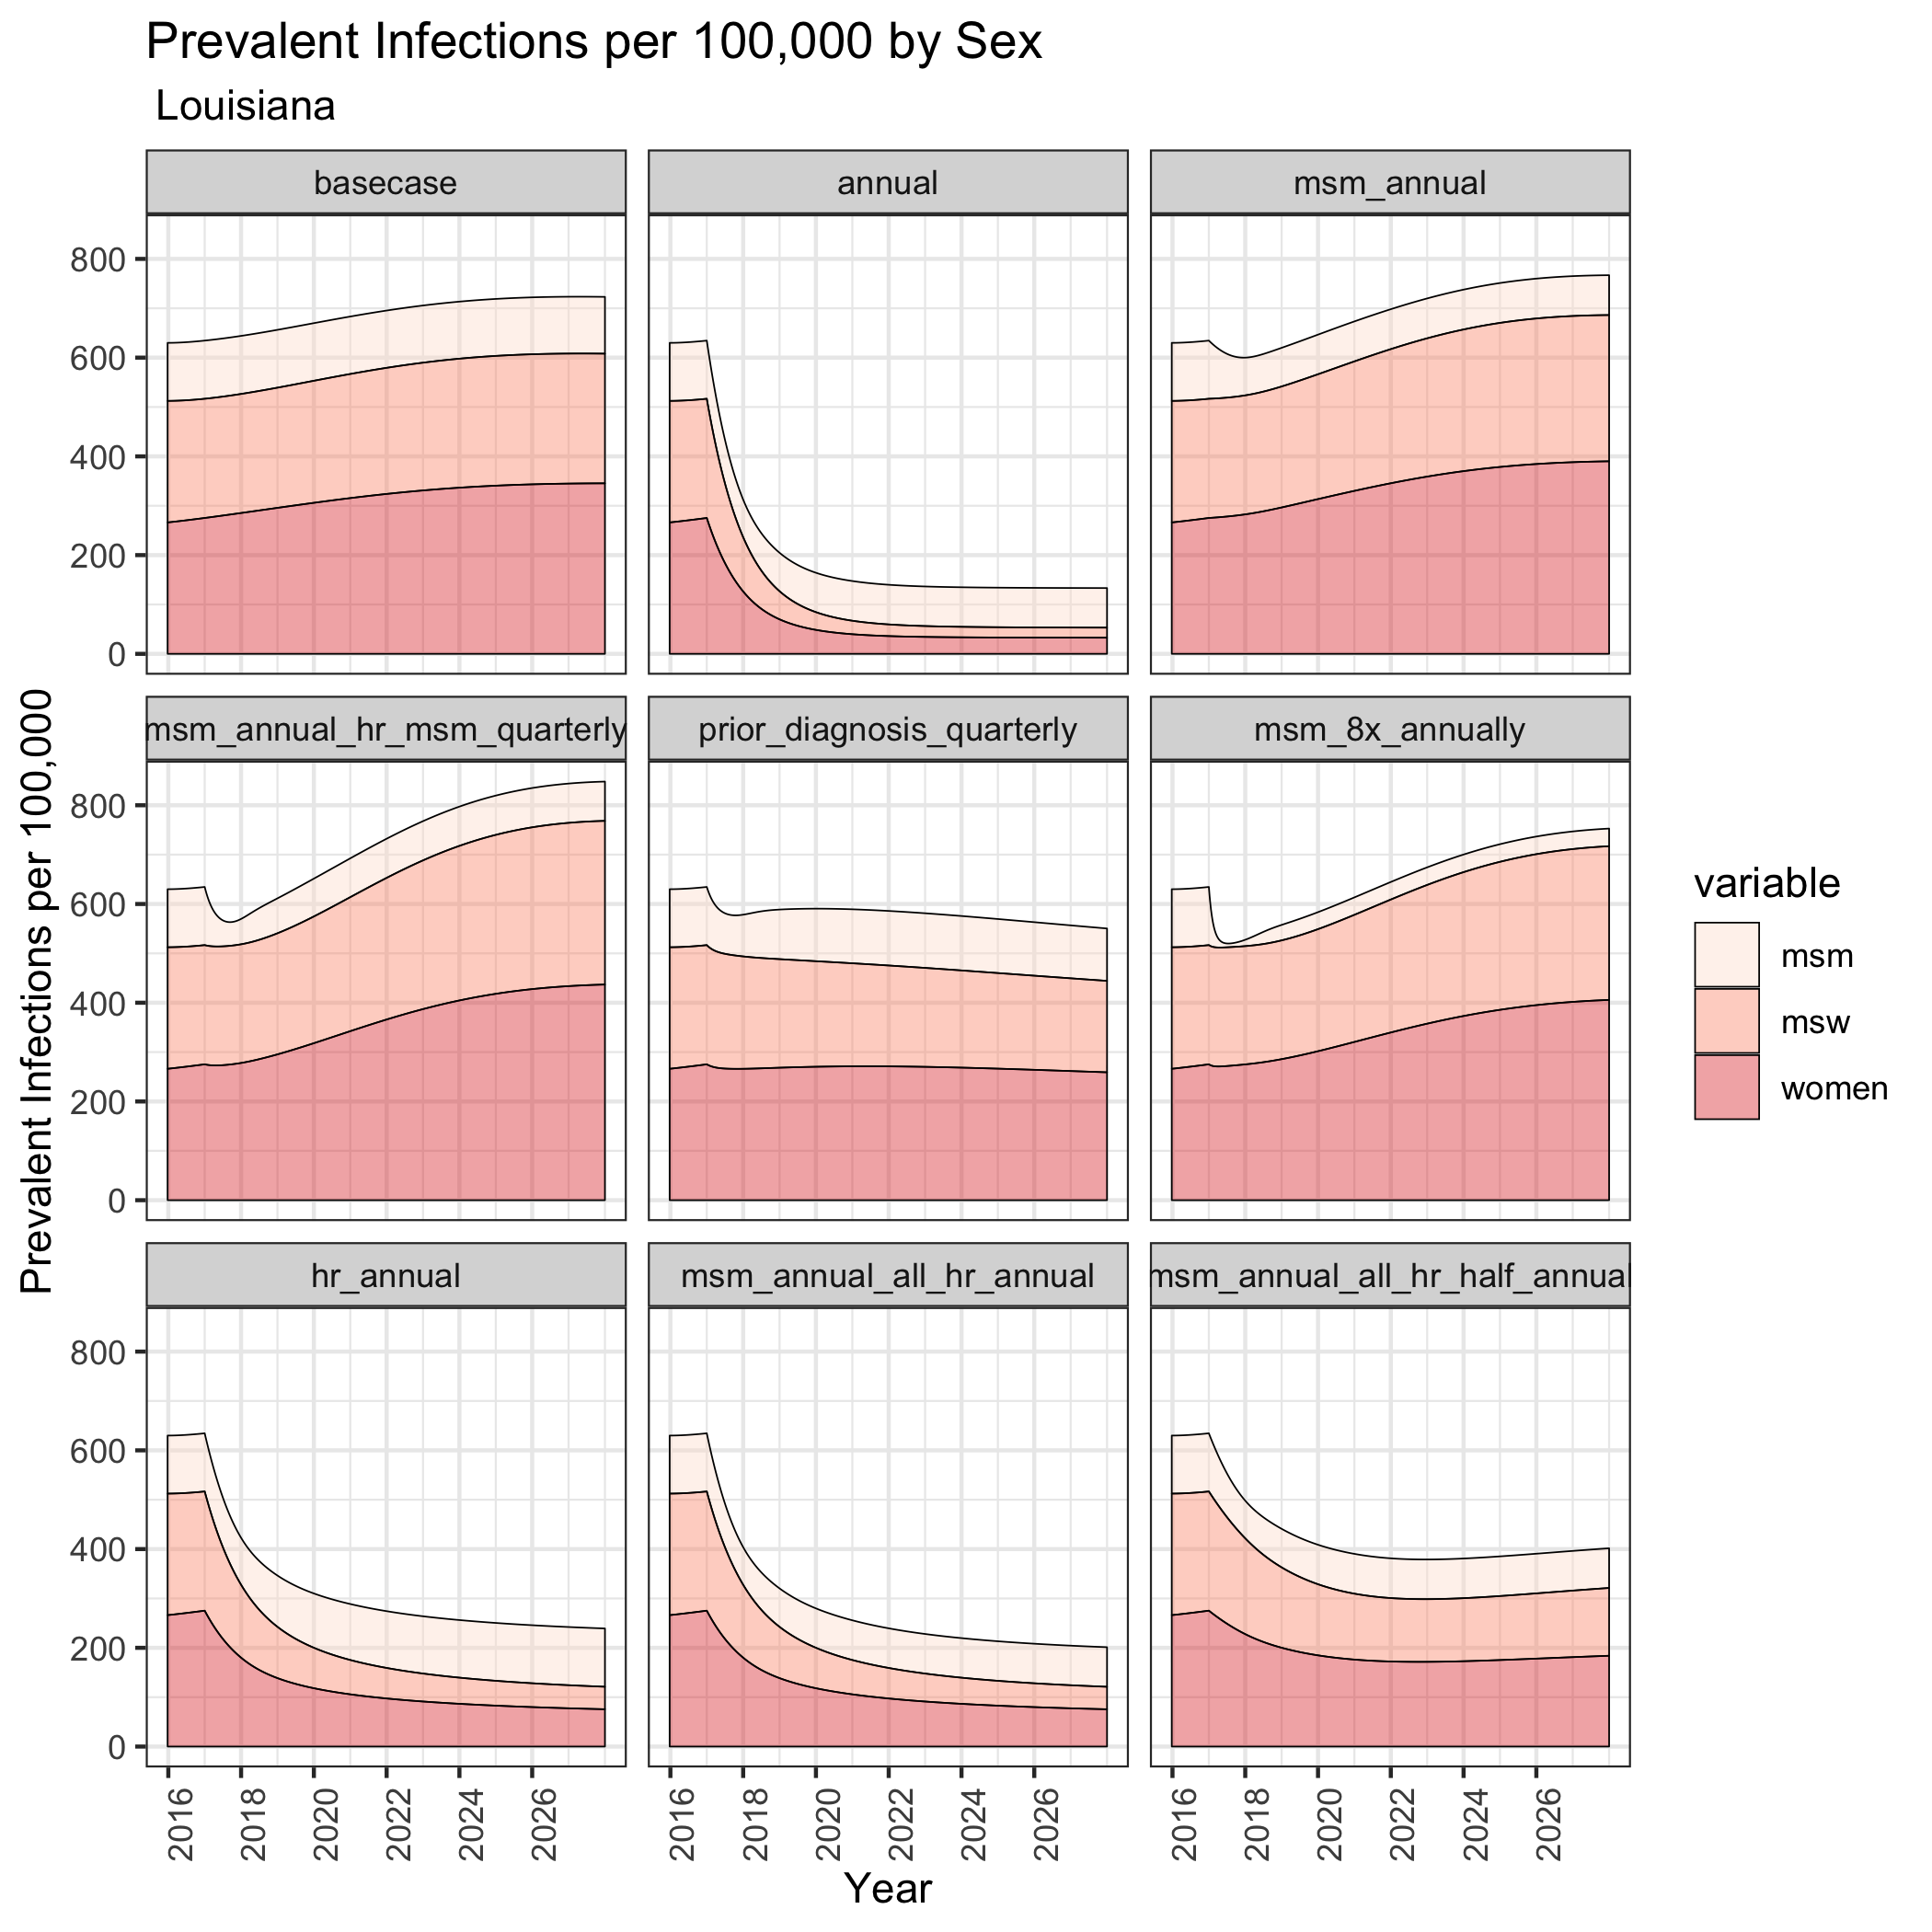 Prevalent Infections per 100,000 by Sex
Louisiana
basecase
annual
msm_annual
800
600
400
200
0
msm_annual_hr_msm_quarterly
prior_diagnosis_quarterly
msm_8x_annually
800
600
400
200
0
hr_annual
msm_annual_all_hr_annual
msm_annual_all_hr_half_annual
800
600
400
200
0
2016 2018 2020 2022 2024 2026
2016 2018 2020 2022 2024 2026
2016 2018 2020 2022 2024 2026
Year
Prevalent Infections per 100,000
variable
msm
msw
women